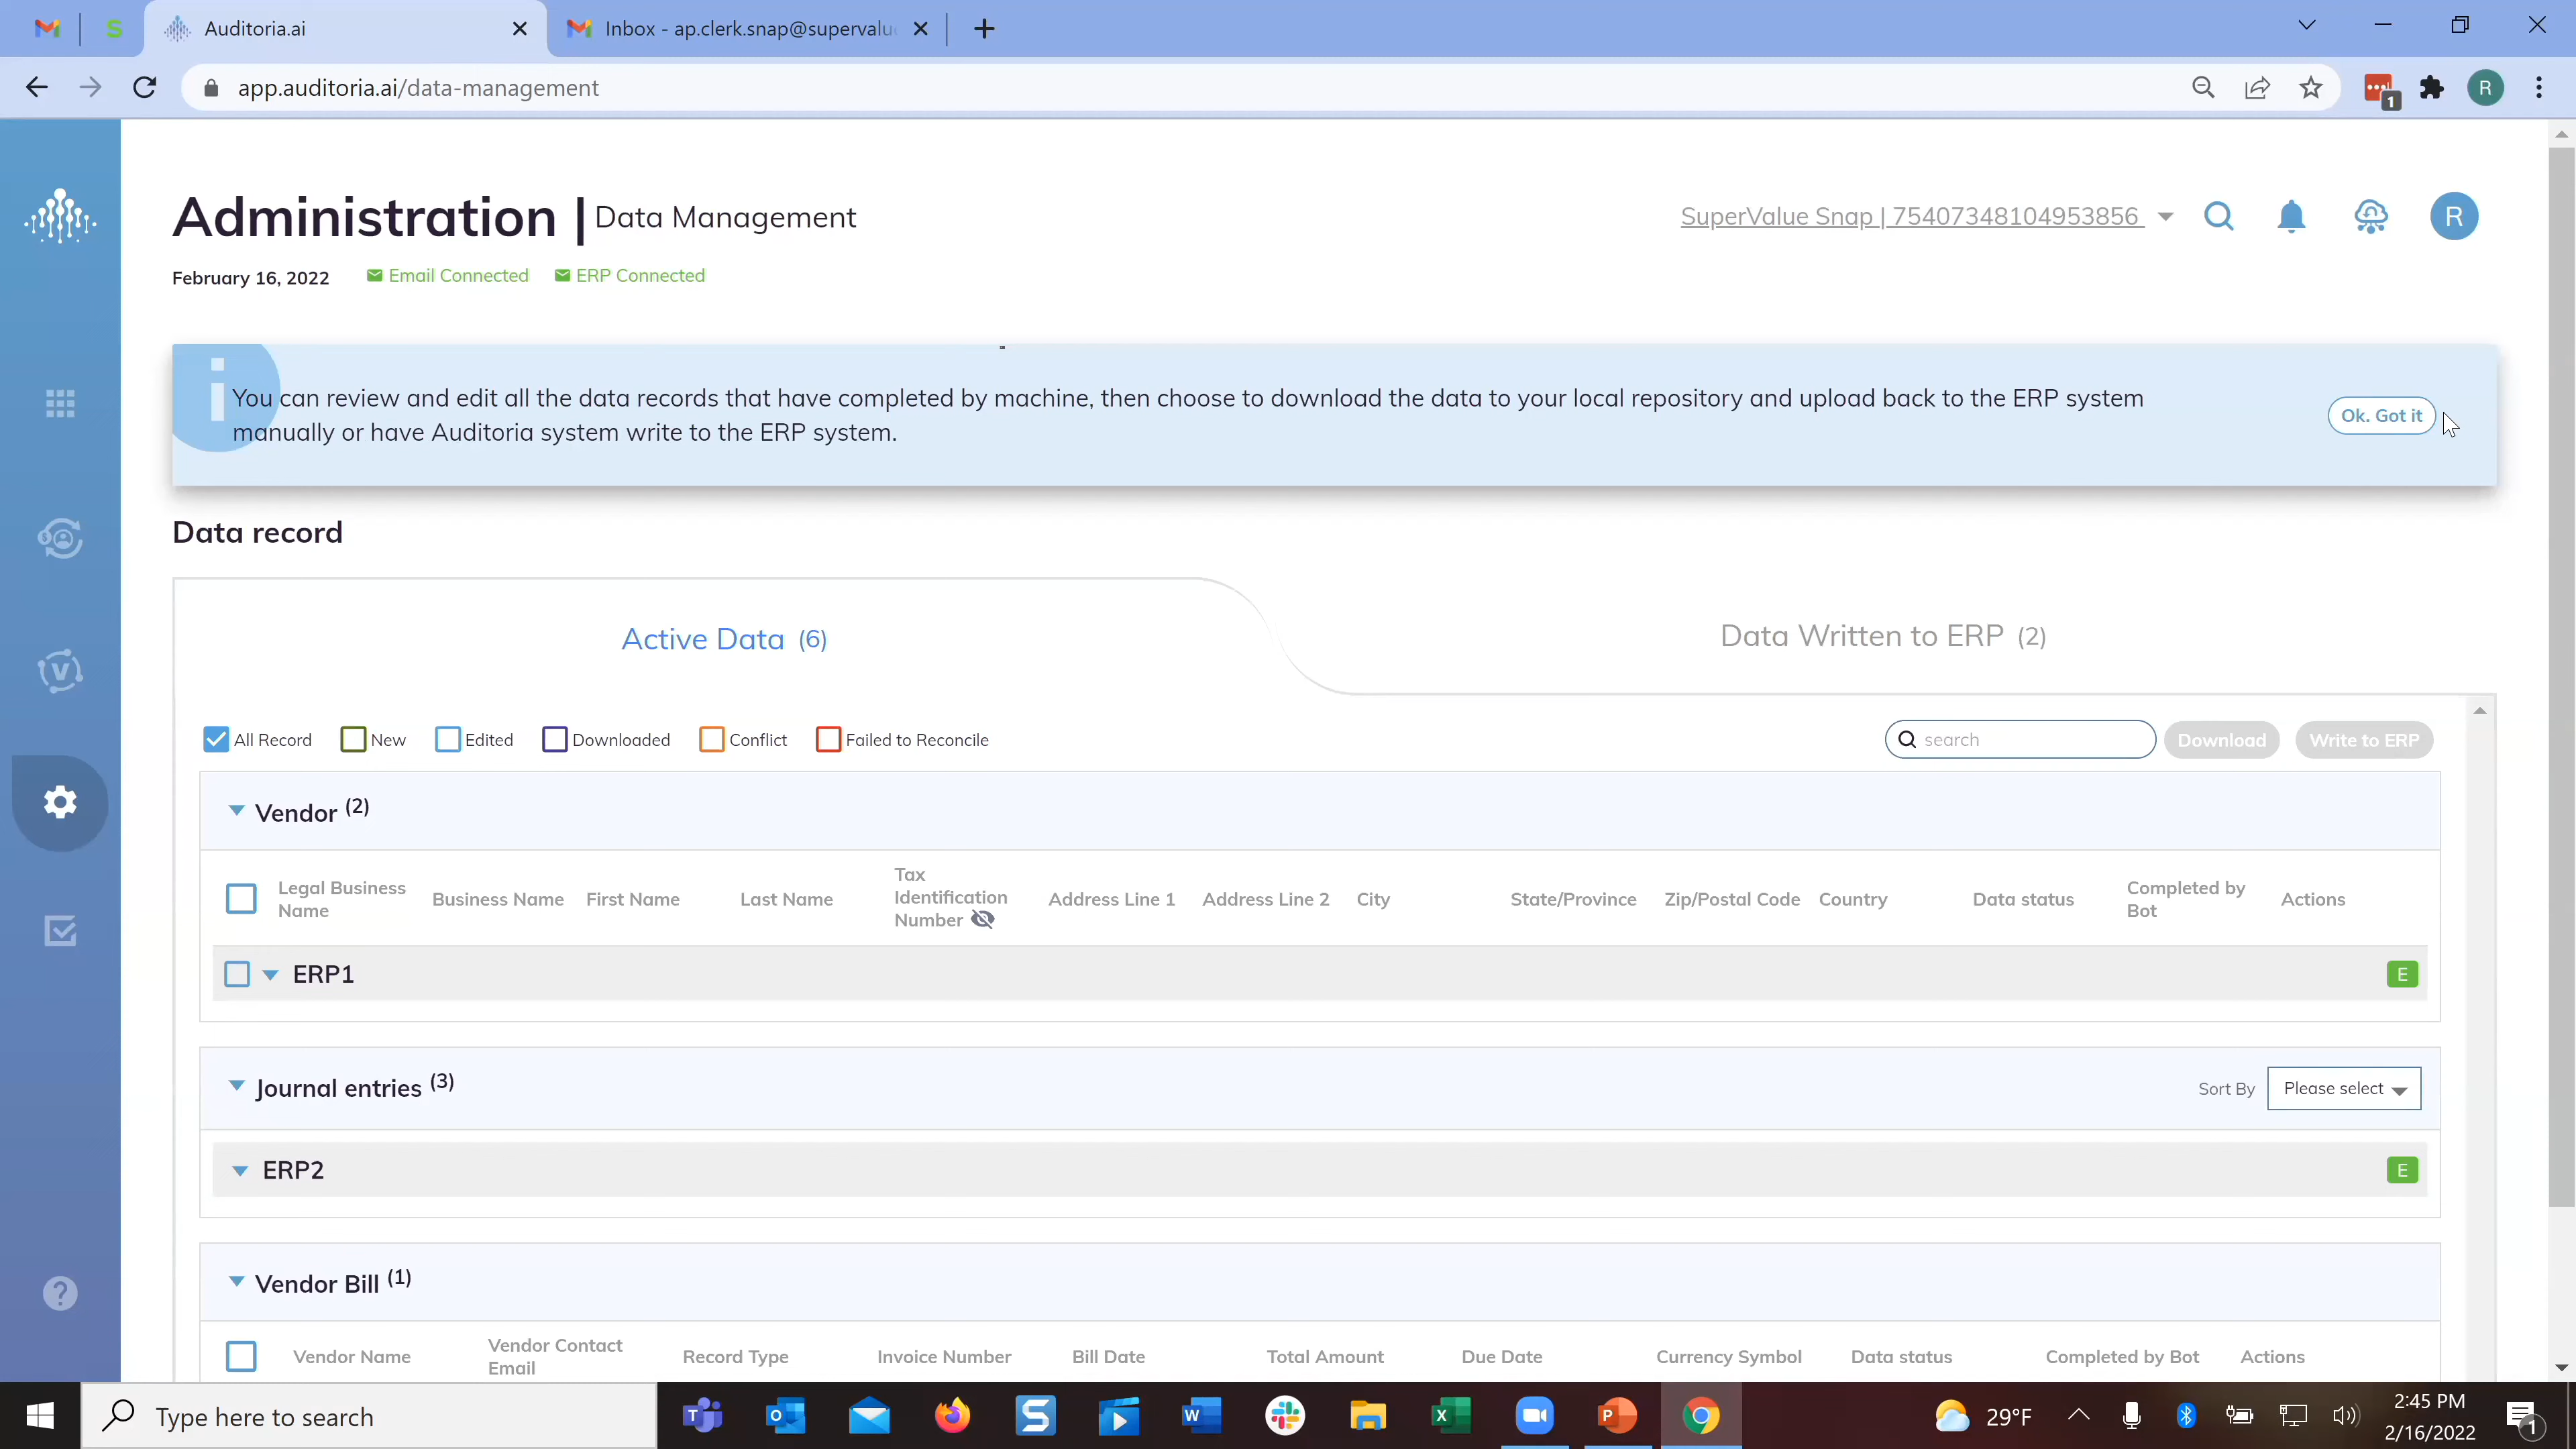 Auditoria.ai
Inbox - ap.clerk.snap@supervalu
app.auditoria.ai/data-management
1
R
Administration | Data Management
SuperValue Snap | 75407348104953856
R
February 16, 2022
Email Connected
ERP Connected
i
You can review and edit all the data records that have completed by machine, then choose to download the data to your local repository and upload back to the ERP system
manually or have Auditoria system write to the ERP system.
Ok. Got it
Data record
Active Data (6)
Data Written to ERP (2)
All Record
New
Edited
Downloaded
Conflict
Failed to Reconcile
search
Download
Write to ERP
Vendor (2)
Legal Business
Name
Business Name
First Name
Last Name
Tax
Identification
Number
Address Line 1
Address Line 2
City
State/Province
Zip/Postal Code
Country
Data status
Completed by
Bot
Actions
ERP1
E
Journal entries (3)
Sort By
Please select
ERP2
E
Vendor Bill (1)
Vendor Name
Vendor Contact
Email
Record Type
Invoice Number
Bill Date
Total Amount
Due Date
Currency Symbol
Data status
Completed by Bot
Actions
Type here to search
29°F
2:45 PM
2/16/2022
1